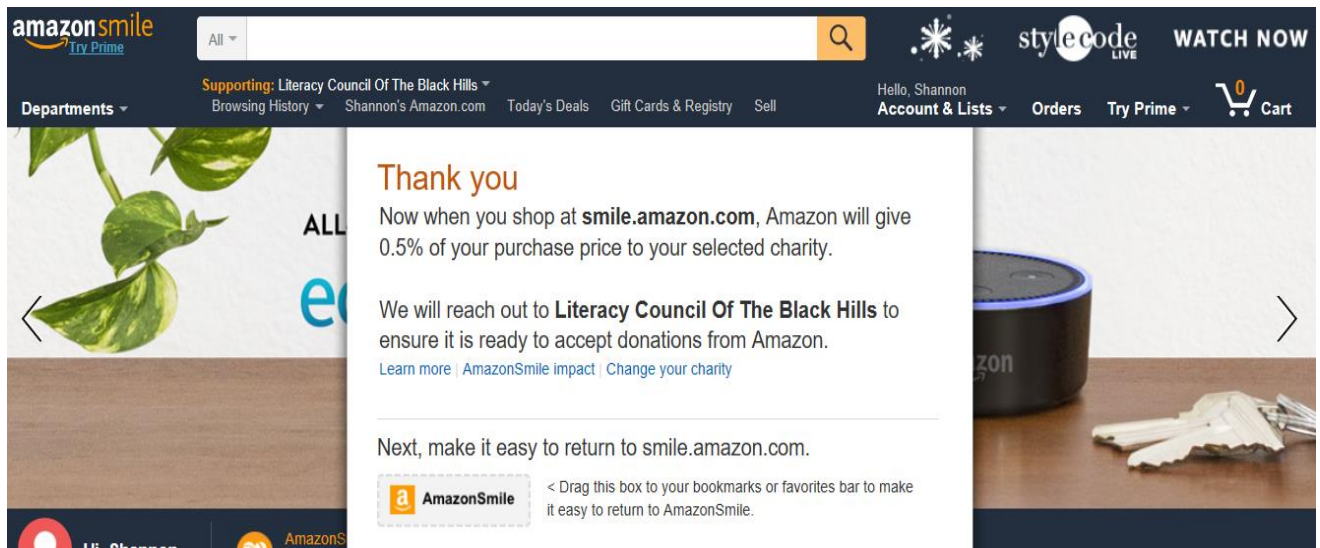 amazonsmile
Try Prime
All
stylecode LIVE
WATCH NOW
Supporting: Literacy Council Of The Black Hills
Departments
Browsing History Shannon's Amazon.com Today's Deals Gift Cards & Registry Sell
Hello, Shannon
Account & Lists Orders Try Prime 0 Cart
Thank you
Now when you shop at smile.amazon.com, Amazon will give
0.5% of your purchase price to your selected charity.
We will reach out to Literacy Council Of The Black Hills to
ensure it is ready to accept donations from Amazon.
Learn more | AmazonSmile impact | Change your charity
Next, make it easy to return to smile.amazon.com.
a AmazonSmile
< Drag this box to your bookmarks or favorites bar to make
it easy to return to AmazonSmile.
ALL
ec
zon
Hi, Shannon
AmazonS